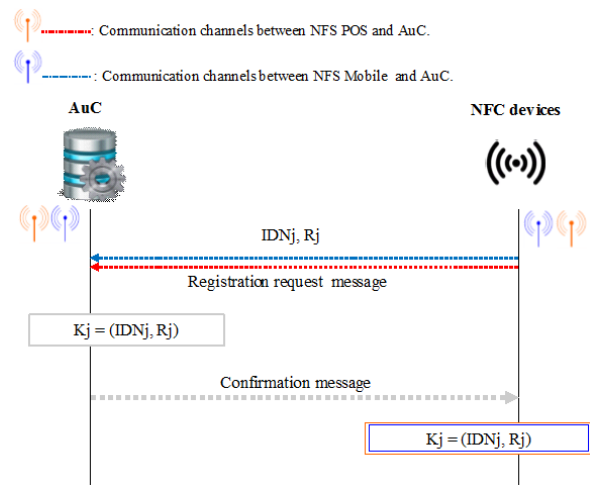 : Communication channels between NFS POS and AuC.
: Communication channels between NFS Mobile and AuC.
AuC
NFC devices
IDNj, Rj
Registration request message
Kj = (IDNj, Rj)
Confirmation message
Kj = (IDNj, Rj)